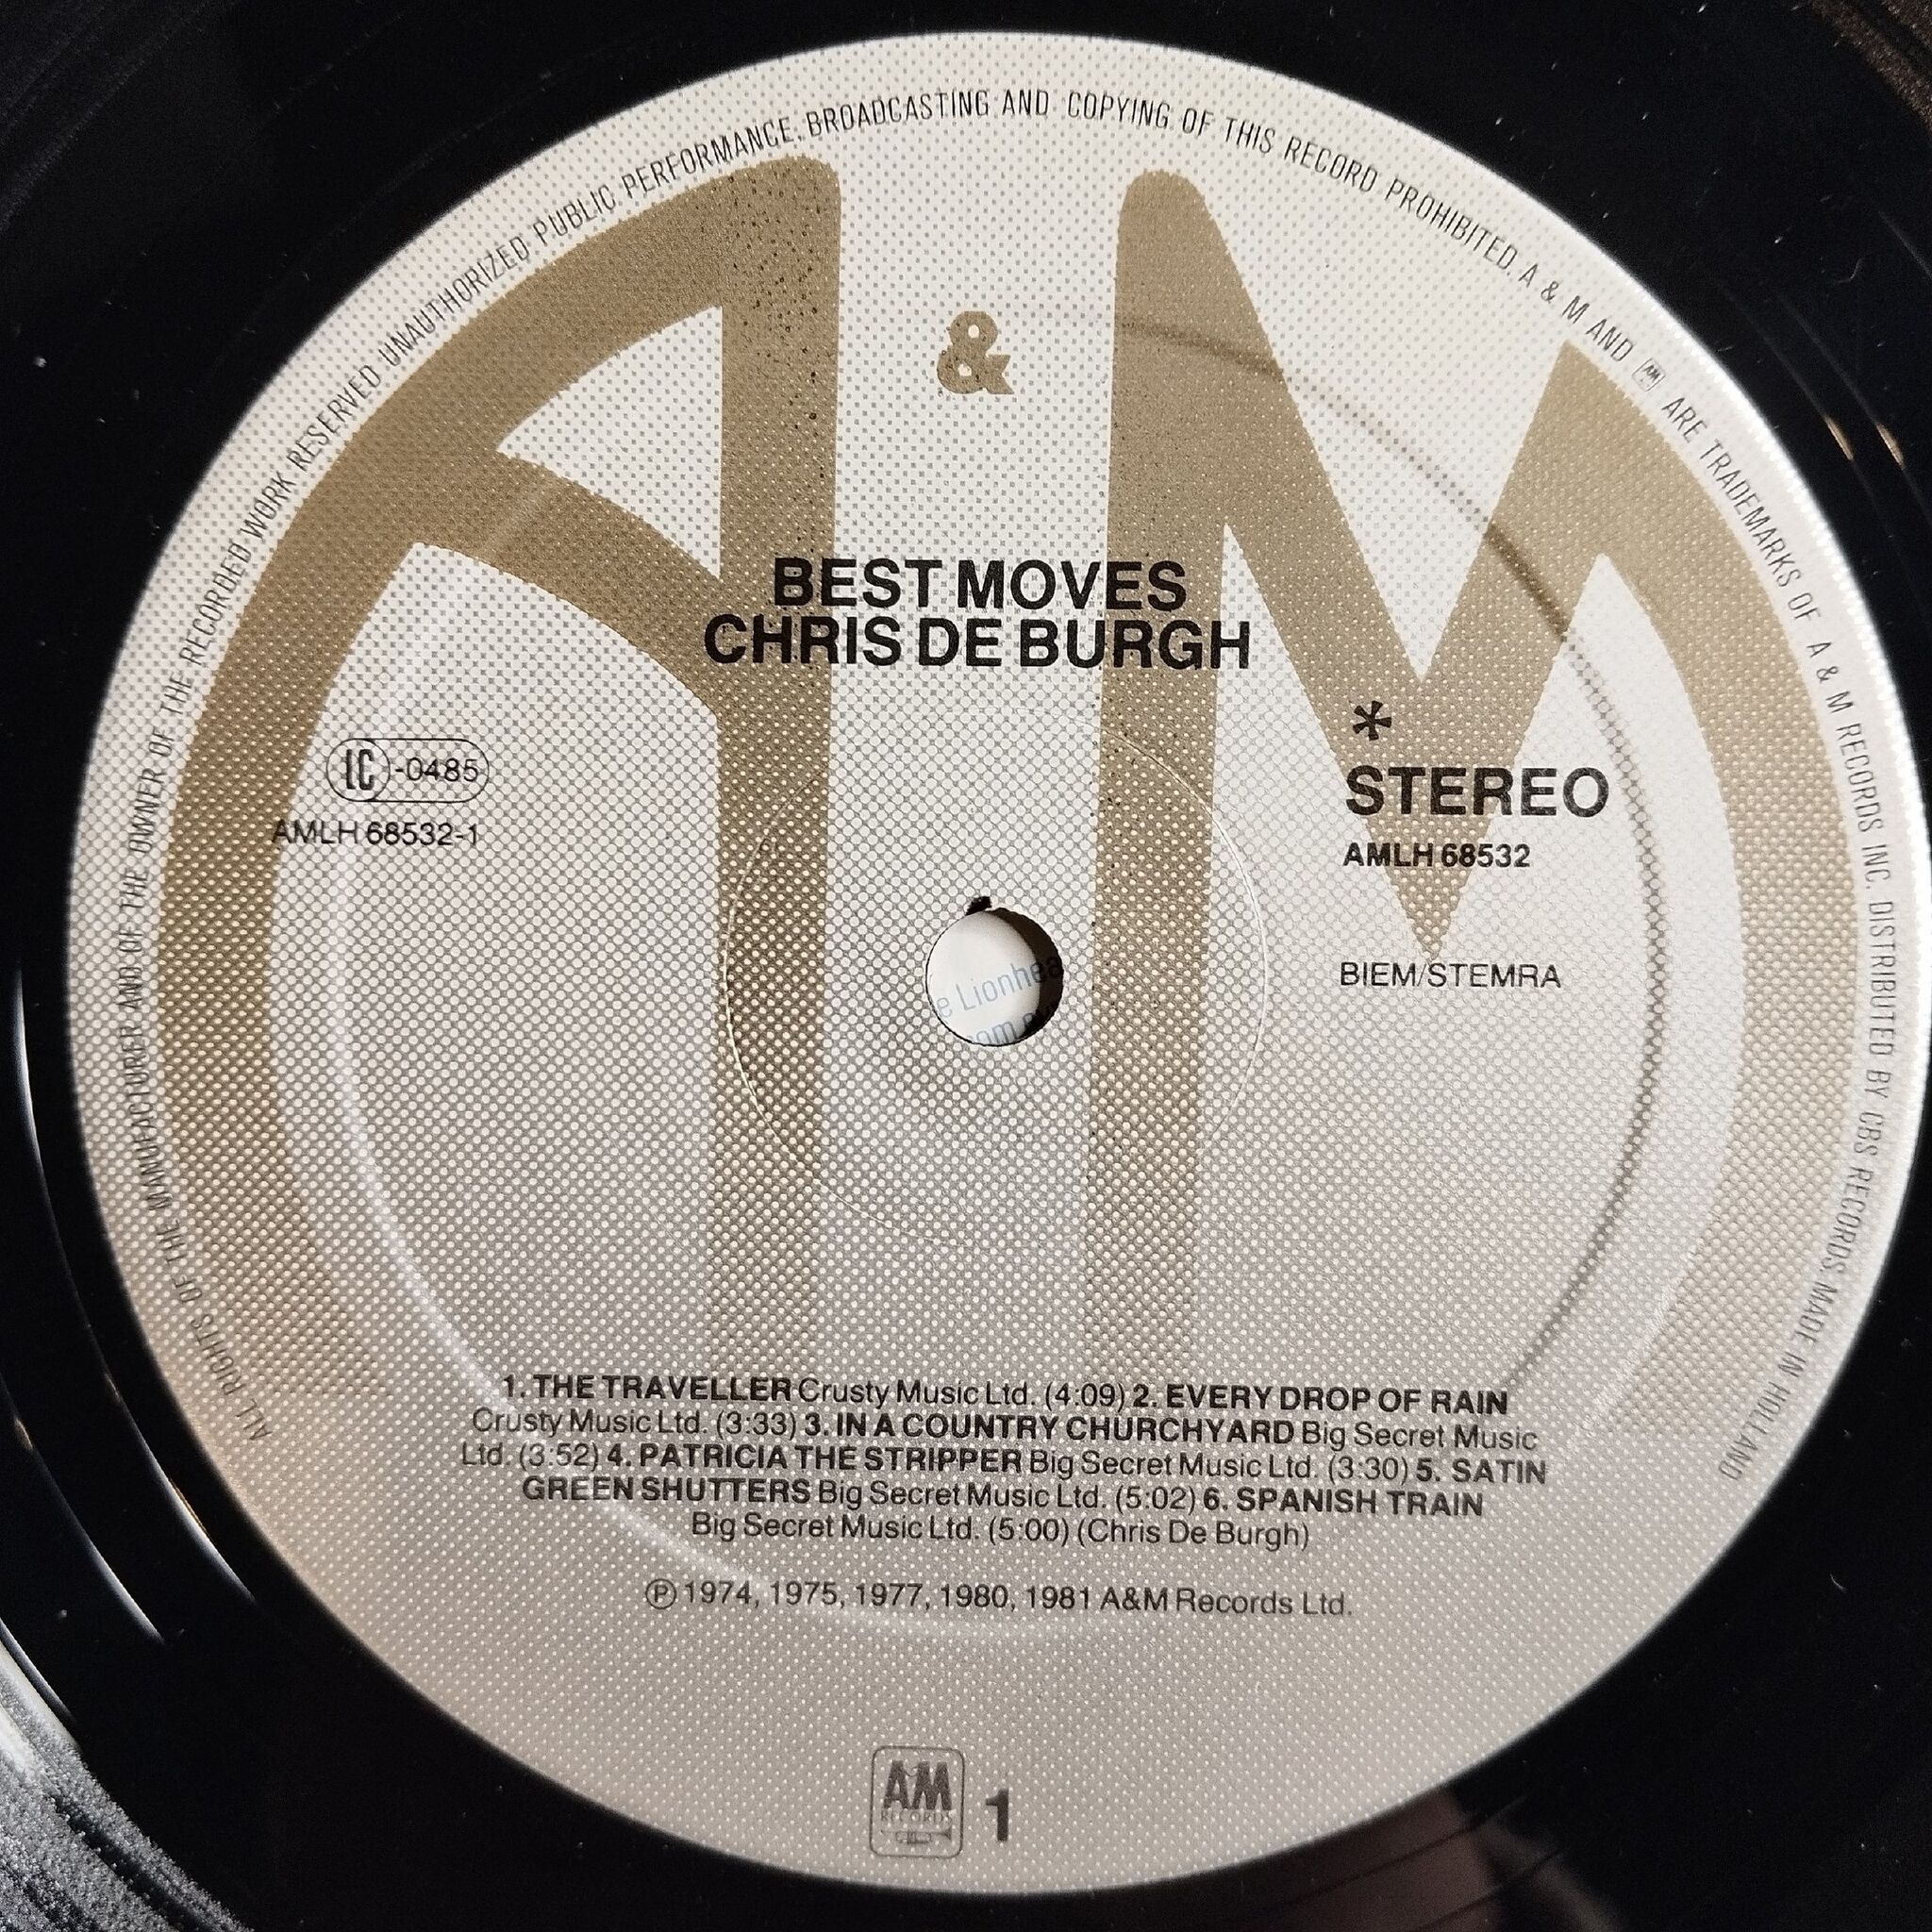 ALL RIGHTS OF THE MANUFACTURER AND OF THE OWNER OF THE RECORDED WORK RESERVED UNAUTHORIZED PUBLIC PERFORMANCE, BROADCASTING AND COPYING OF THIS RECORD PROHIBITED. A & M AND AM ARE TRADEMARKS OF A & M RECORDS INC. DISTRIBUTED BY CBS RECORDS. MADE IN HOLLAND
A & M
BEST MOVES
CHRIS DE BURGH
LC-0485
AMLH 68532-1
*
STEREO
AMLH 68532
BIEM/STEMRA
e Lionhea
1. THE TRAVELLER Crusty Music Ltd. (4:09) 2. EVERY DROP OF RAIN
Crusty Music Ltd. (3:33) 3. IN A COUNTRY CHURCHYARD Big Secret Music
Ltd. (3:52) 4. PATRICIA THE STRIPPER Big Secret Music Ltd. (3:30) 5. SATIN
GREEN SHUTTERS Big Secret Music Ltd. (5:02) 6. SPANISH TRAIN
Big Secret Music Ltd. (5:00) (Chris De Burgh)
Ⓟ 1974, 1975, 1977, 1980, 1981 A&M Records Ltd.
AM
RECORDS
1